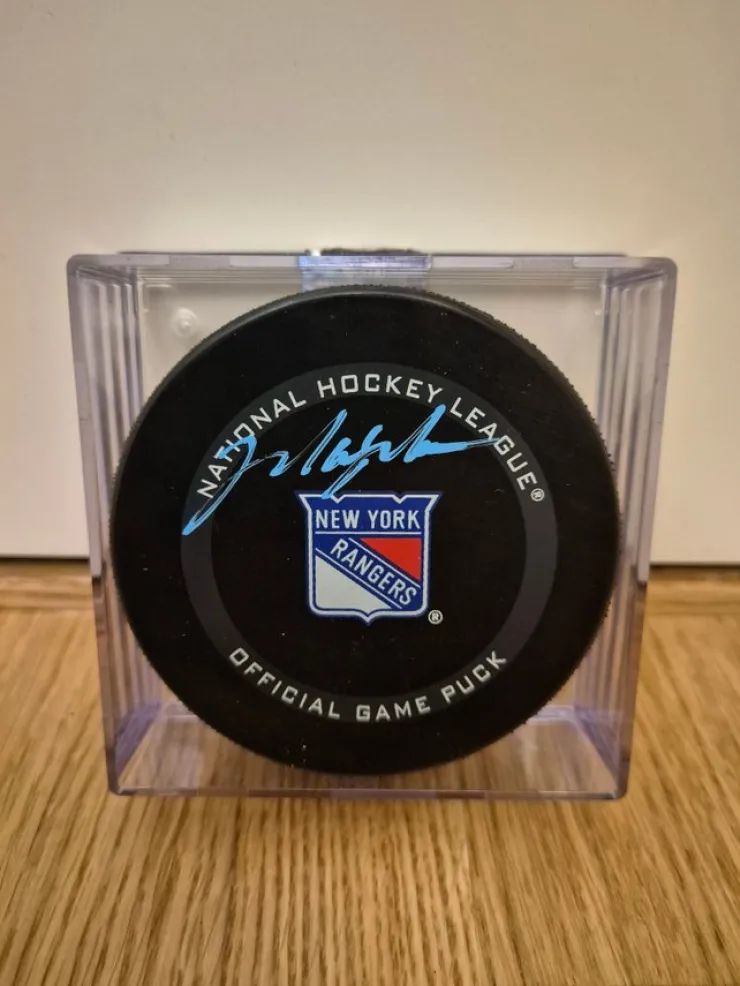 NATIONAL HOCKEY LEAGUE®
NEW YORK
RANGERS
®
OFFICIAL GAME PUCK